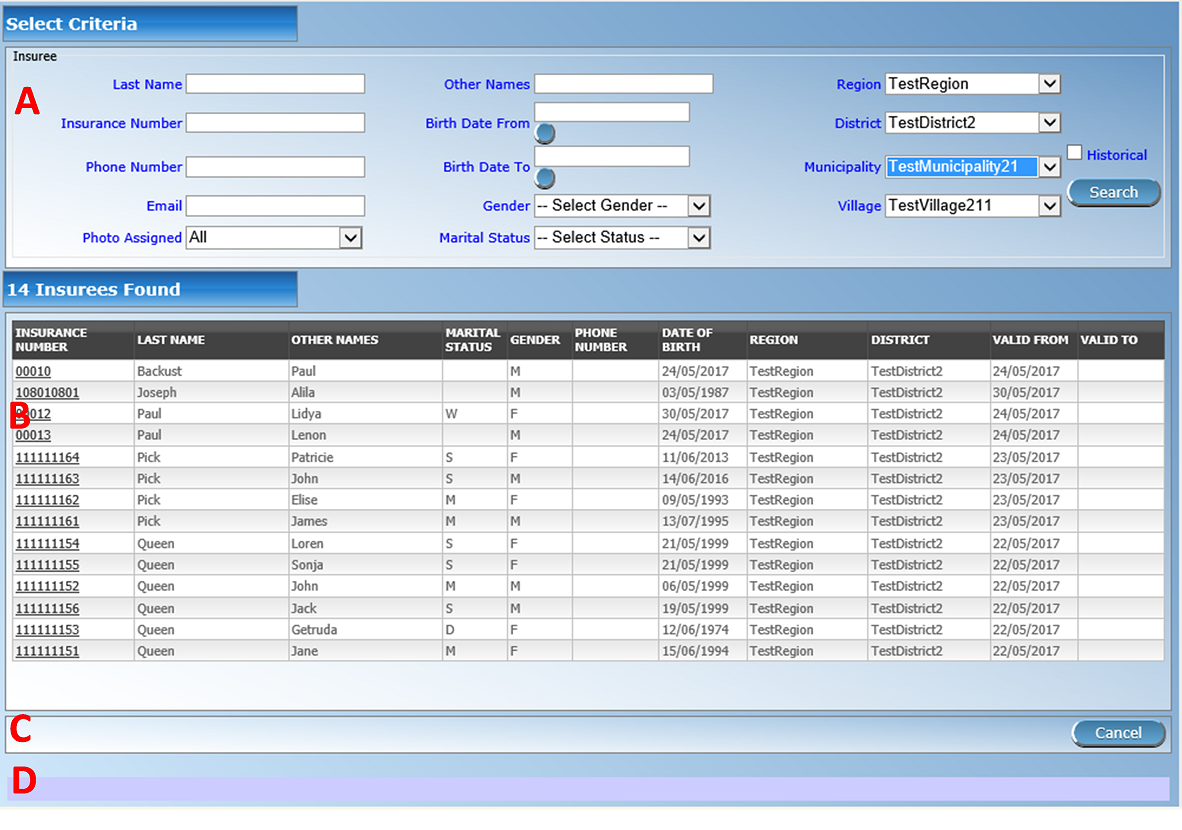 Select Criteria
Insuree
A
Last Name Other Names Region TestRegion
Insurance Number Birth Date From District TestDistrict2
Phone Number Birth Date To Municipality TestMunicipality21 Historical
Search
Email Gender -- Select Gender -- Village TestVillage211
Photo Assigned All Marital Status -- Select Status --
14 Insurees Found
INSURANCE NUMBER LAST NAME OTHER NAMES MARITAL STATUS GENDER PHONE NUMBER DATE OF BIRTH REGION DISTRICT VALID FROM VALID TO
00010 Backust Paul M 24/05/2017 TestRegion TestDistrict2 24/05/2017
108010801 Joseph Alila M 03/05/1987 TestRegion TestDistrict2 30/05/2017
B
012 Paul Lidya W F 30/05/2017 TestRegion TestDistrict2 24/05/2017
00013 Paul Lenon M 24/05/2017 TestRegion TestDistrict2 24/05/2017
111111164 Pick Patricie S F 11/06/2013 TestRegion TestDistrict2 23/05/2017
111111163 Pick John S M 14/06/2016 TestRegion TestDistrict2 23/05/2017
111111162 Pick Elise M F 09/05/1993 TestRegion TestDistrict2 23/05/2017
111111161 Pick James M M 13/07/1995 TestRegion TestDistrict2 23/05/2017
111111154 Queen Loren S F 21/05/1999 TestRegion TestDistrict2 22/05/2017
111111155 Queen Sonja S F 21/05/1999 TestRegion TestDistrict2 22/05/2017
111111152 Queen John M M 06/05/1999 TestRegion TestDistrict2 22/05/2017
111111156 Queen Jack S M 19/05/1999 TestRegion TestDistrict2 22/05/2017
111111153 Queen Getruda D F 12/06/1974 TestRegion TestDistrict2 22/05/2017
111111151 Queen Jane M F 15/06/1994 TestRegion TestDistrict2 22/05/2017
C
Cancel
D